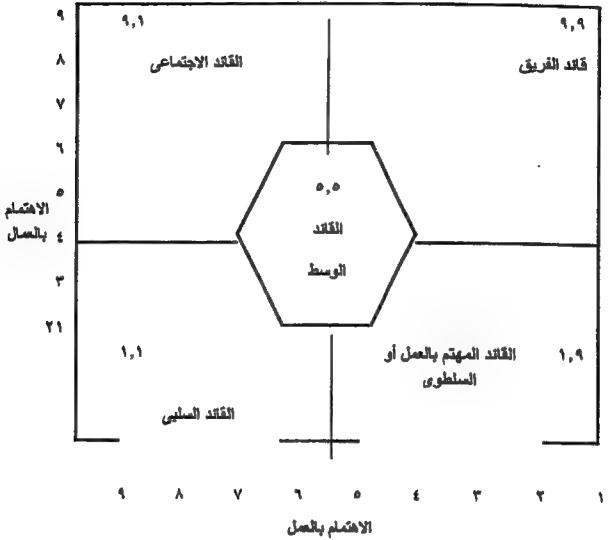 ٩
٩,١
٩,٩
٨
القائد الاجتماعى
قائد الفريق
٧
٦
٥
٥,٥
الاهتمام
بالعمال
القائد
٤
الوسط
٣
٢١
١,١
القائد المهتم بالعمل أو
السلطوى
١,٩
القائد السلبى
٩ ٨ ٧ ٦ ٥ ٤ ٣ ٢ ١
الاهتمام بالعمل